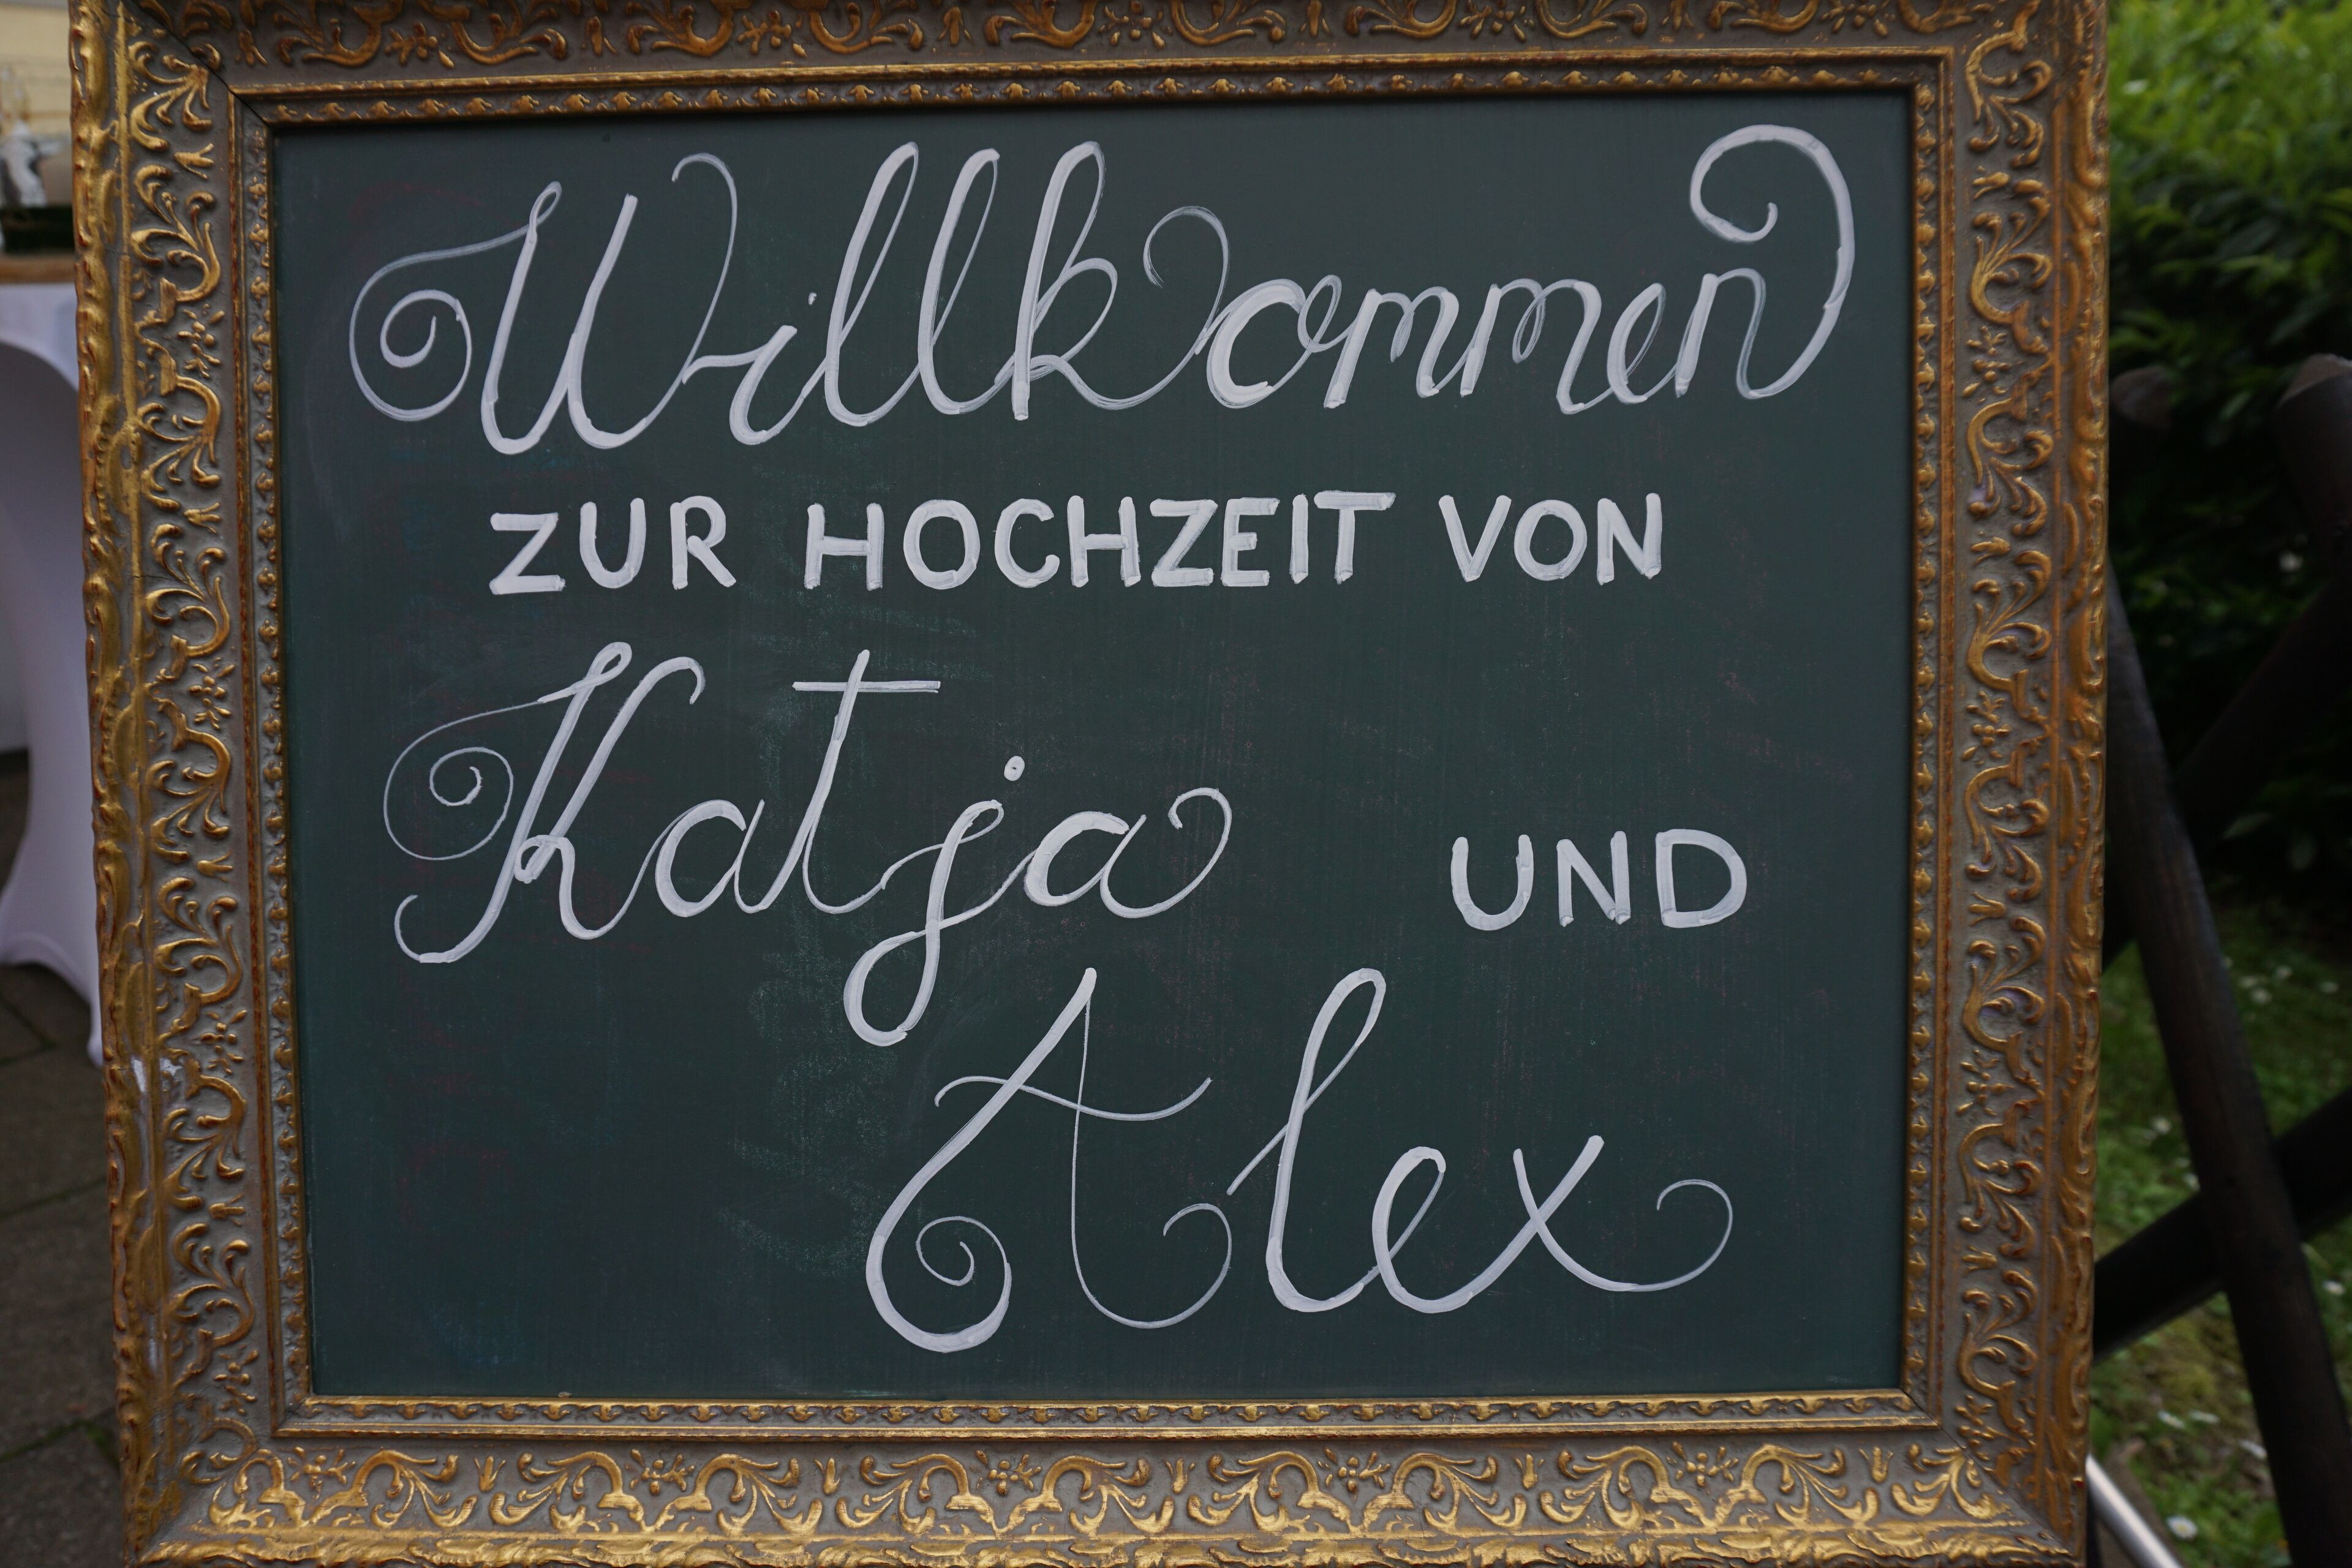 Willkommen
ZUR HOCHZEIT VON
Katja UND
Alex